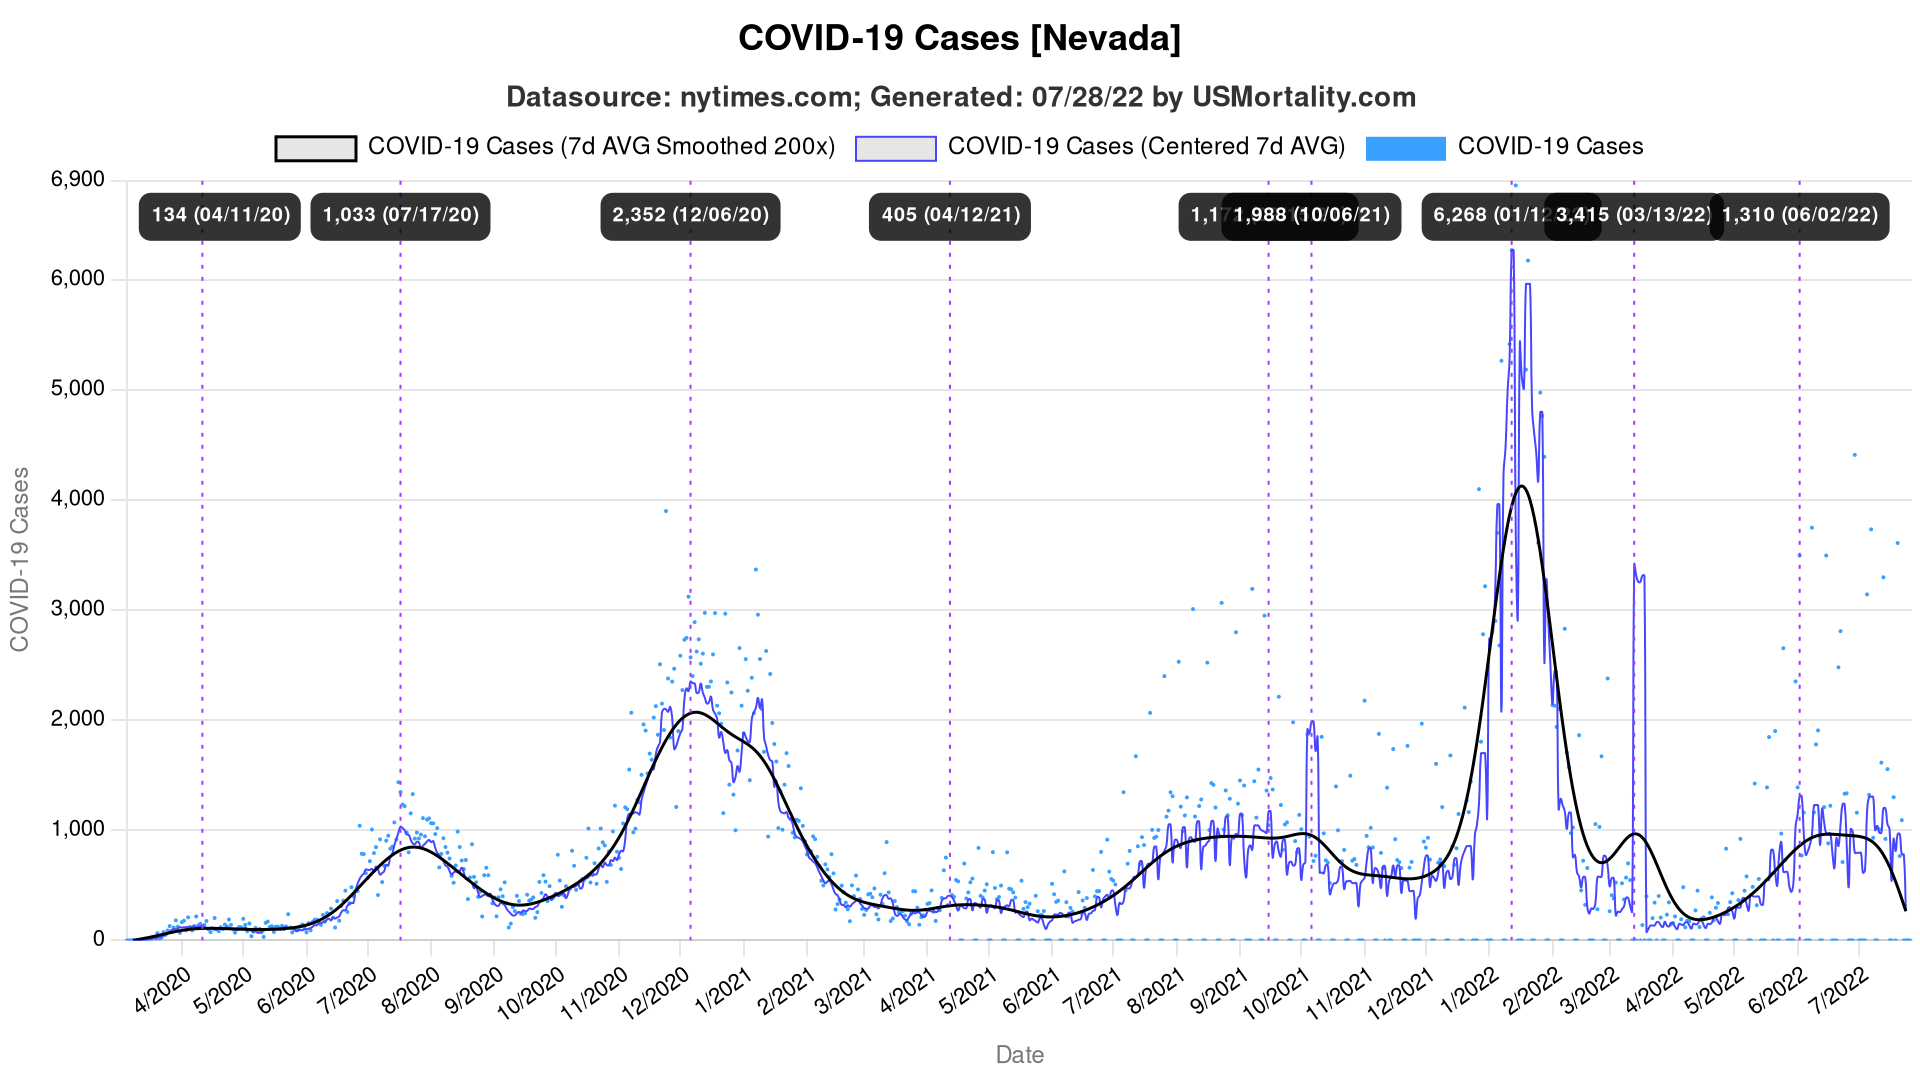 COVID-19 Cases [Nevada]
Datasource: nytimes.com; Generated: 07/28/22 by USMortality.com
COVID-19 Cases (7d AVG Smoothed 200x) COVID-19 Cases (Centered 7d AVG) COVID-19 Cases
134 (04/11/20) 1,033 (07/17/20) 2,352 (12/06/20) 405 (04/12/21) 1,988 (10/06/21) 6,268 3,415 (03/13/22) 1,310 (06/02/22)
6,900
6,000
5,000
4,000
3,000
2,000
1,000
0
COVID-19 Cases
4/2020 5/2020 6/2020 7/2020 8/2020 9/2020 10/2020 11/2020 12/2020 1/2021 2/2021 3/2021 4/2021 5/2021 6/2021 7/2021 8/2021 9/2021 10/2021 11/2021 12/2021 1/2022 2/2022 3/2022 4/2022 5/2022 6/2022 7/2022
Date